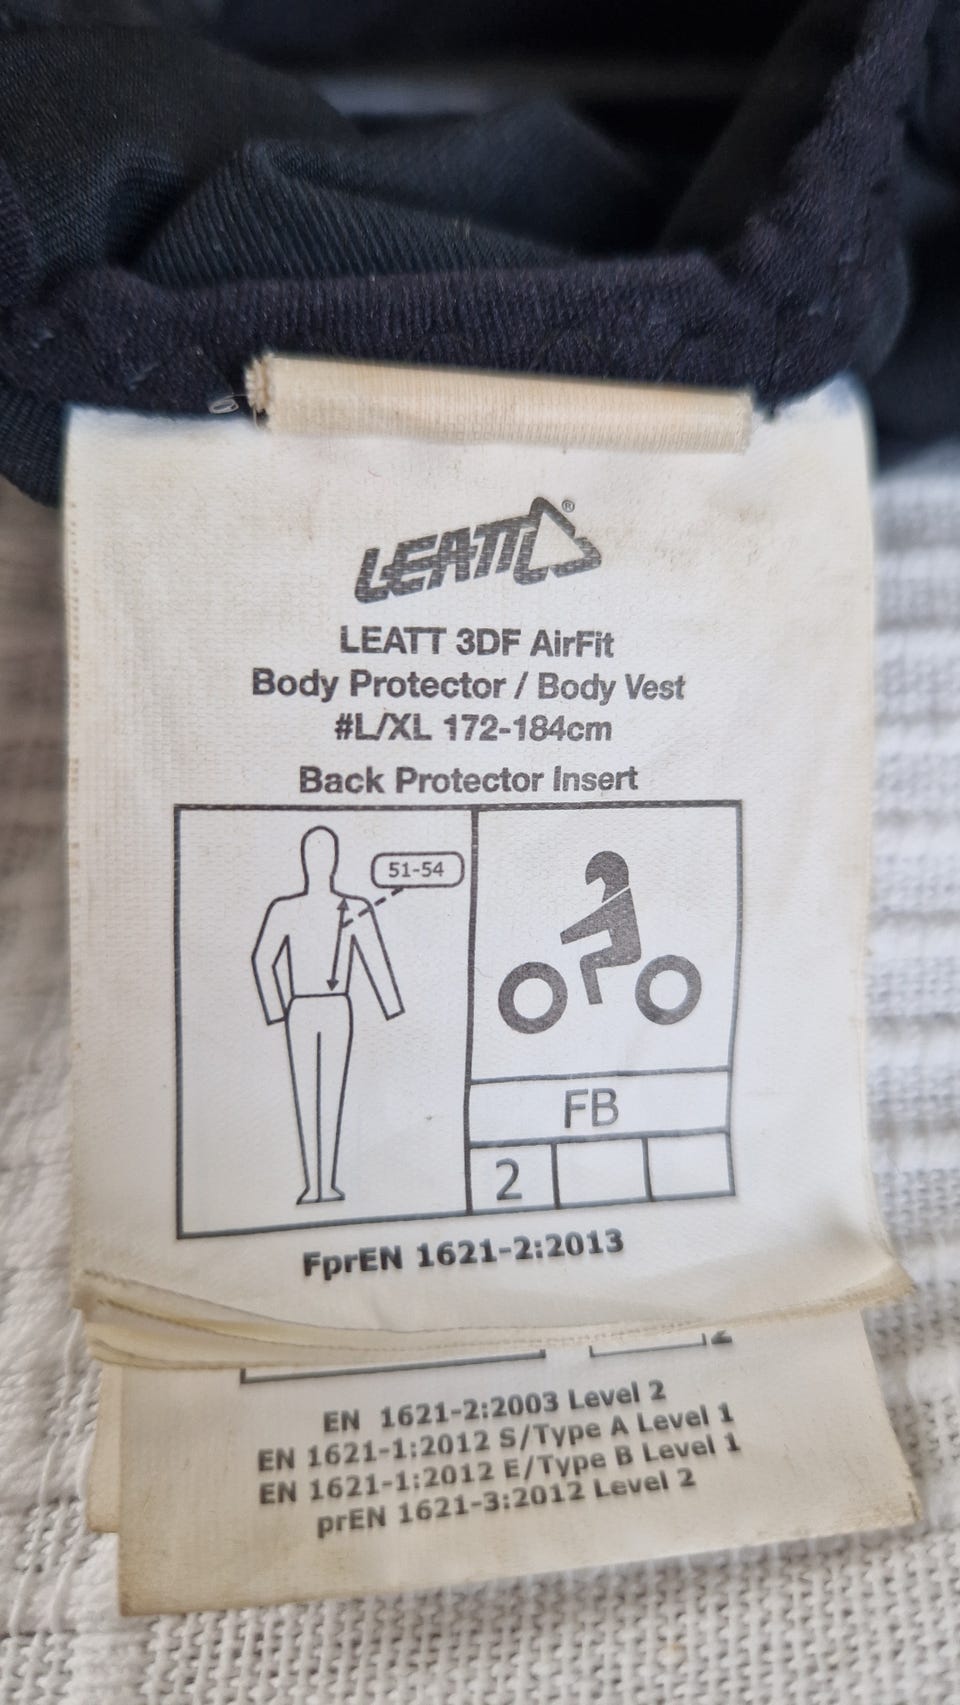 LEATT®
LEATT 3DF AirFit
Body Protector / Body Vest
#L/XL 172-184cm
Back Protector Insert
51-54
FB
2
FprEN 1621-2:2013
2
EN 1621-2:2003 Level 2
EN 1621-1:2012 S/Type A Level 1
EN 1621-1:2012 E/Type B Level 1
prEN 1621-3:2012 Level 2